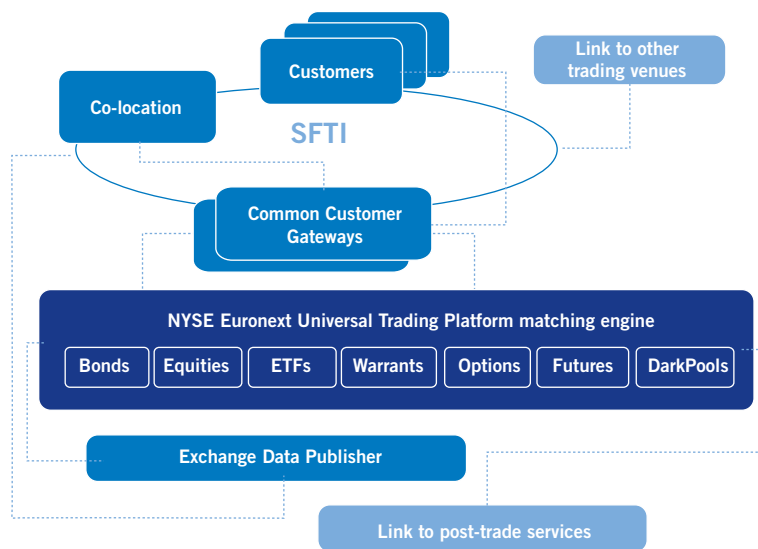 Customers
Link to other
trading venues
Co-location
SFTI
Common Customer
Gateways
NYSE Euronext Universal Trading Platform matching engine
Bonds
Equities
ETFs
Warrants
Options
Futures
DarkPools
Exchange Data Publisher
Link to post-trade services